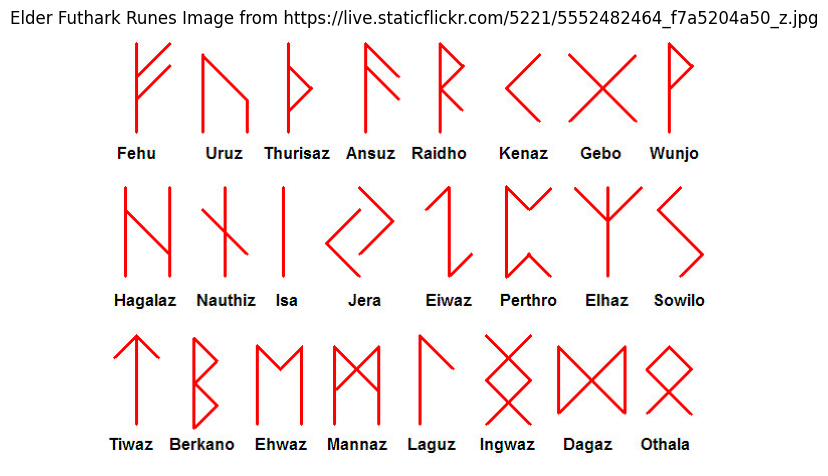 Elder Futhark Runes Image from https://live.staticflickr.com/5221/5552482464_f7a5204a50_z.jpg
ᚠ ᚢ ᚦ ᚨ ᚱ ᚲ ᚷ ᚹ
Fehu Uruz Thurisaz Ansuz Raidho Kenaz Gebo Wunjo
ᚺ ᚾ ᛁ ᛃ ᛇ ᛈ ᛉ ᛊ
Hagalaz Nauthiz Isa Jera Eiwaz Perthro Elhaz Sowilo
ᛏ ᛒ ᛖ ᛗ ᛚ ᛝ ᛞ ᛟ
Tiwaz Berkano Ehwaz Mannaz Laguz Ingwaz Dagaz Othala